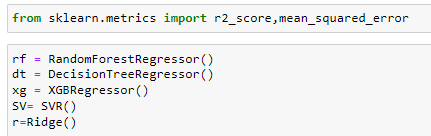 from sklearn.metrics import r2_score,mean_squared_error
rf = RandomForestRegressor()
dt = DecisionTreeRegressor()
xg = XGBRegressor()
SV= SVR()
r=Ridge()